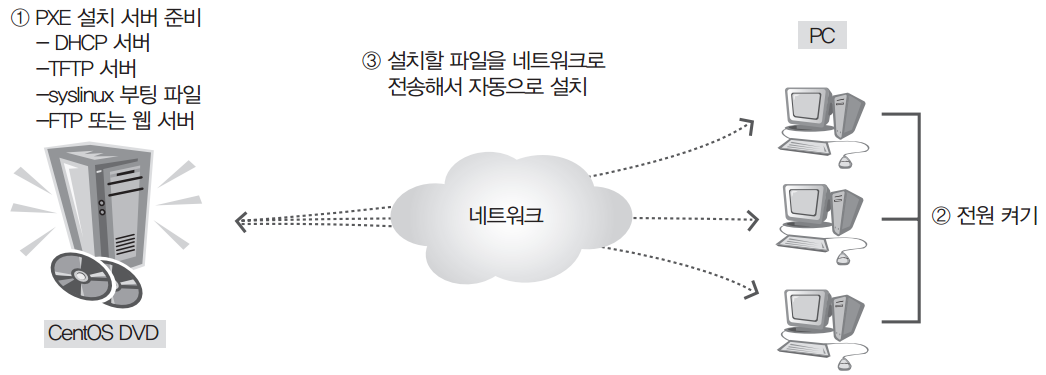 ① PXE 설치 서버 준비
– DHCP 서버
–TFTP 서버
–syslinux 부팅 파일
–FTP 또는 웹 서버
CentOS DVD
③ 설치할 파일을 네트워크로
전송해서 자동으로 설치
네트워크
PC
② 전원 켜기